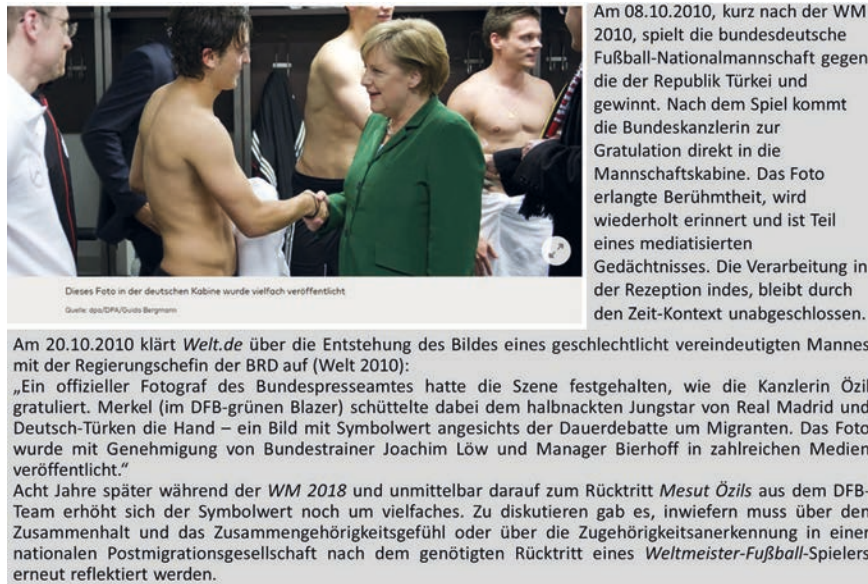 Am 08.10.2010, kurz nach der WM
2010, spielt die bundesdeutsche
Fußball-Nationalmannschaft gegen
die der Republik Türkei und
gewinnt. Nach dem Spiel kommt
die Bundeskanzlerin zur
Gratulation direkt in die
Mannschaftskabine. Das Foto
erlangte Berühmtheit, wird
wiederholt erinnert und ist Teil
eines mediatisierten
Gedächtnisses. Die Verarbeitung in
der Rezeption indes, bleibt durch
den Zeit-Kontext unabgeschlossen.
Dieses Foto in der deutschen Kabine wurde vielfach veröffentlicht
Quelle: dpa/DPA/Guido Bergmann
Am 20.10.2010 klärt Welt.de über die Entstehung des Bildes eines geschlechtlicht vereindeutigten Mannes
mit der Regierungschefin der BRD auf (Welt 2010):
„Ein offizieller Fotograf des Bundespresseamtes hatte die Szene festgehalten, wie die Kanzlerin Özil
gratuliert. Merkel (im DFB-grünen Blazer) schüttelte dabei dem halbnackten Jungstar von Real Madrid und
Deutsch-Türken die Hand – ein Bild mit Symbolwert angesichts der Dauerdebatte um Migranten. Das Foto
wurde mit Genehmigung von Bundestrainer Joachim Löw und Manager Bierhoff in zahlreichen Medien
veröffentlicht.“
Acht Jahre später während der WM 2018 und unmittelbar darauf zum Rücktritt Mesut Özils aus dem DFB-
Team erhöht sich der Symbolwert noch um vielfaches. Zu diskutieren gab es, inwiefern muss über den
Zusammenhalt und das Zusammengehörigkeitsgefühl oder über die Zugehörigkeitsanerkennung in einer
nationalen Postmigrationsgesellschaft nach dem genötigten Rücktritt eines Weltmeister-Fußball-Spielers
erneut reflektiert werden.